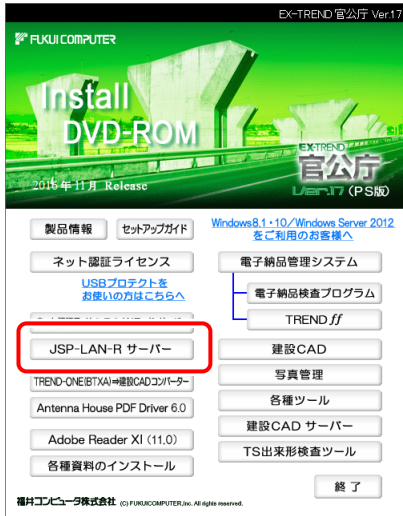 EX-TREND 官公庁 Ver.17
FUKUI COMPUTER
Install
DVD-ROM
EX-TREND
官公庁
Ver.17 (PS版)
2016年11月 Release
製品情報
セットアップガイド
Windows8.1・10/Windows Server 2012
をご利用のお客様へ
ネット認証ライセンス
USBプロテクトを
お使いの方はこちらへ
JSP-LAN-R サーバー
TREND-ONE(BTXA)⇒建設CADコンバーター
Antenna House PDF Driver 6.0
Adobe Reader XI (11.0)
各種資料のインストール
電子納品管理システム
電子納品検査プログラム
TREND ff
建設CAD
写真管理
各種ツール
建設CAD サーバー
TS出来形検査ツール
終了
福井コンピュータ株式会社 (C) FUKUICOMPUTER,Inc. All rights reserved.